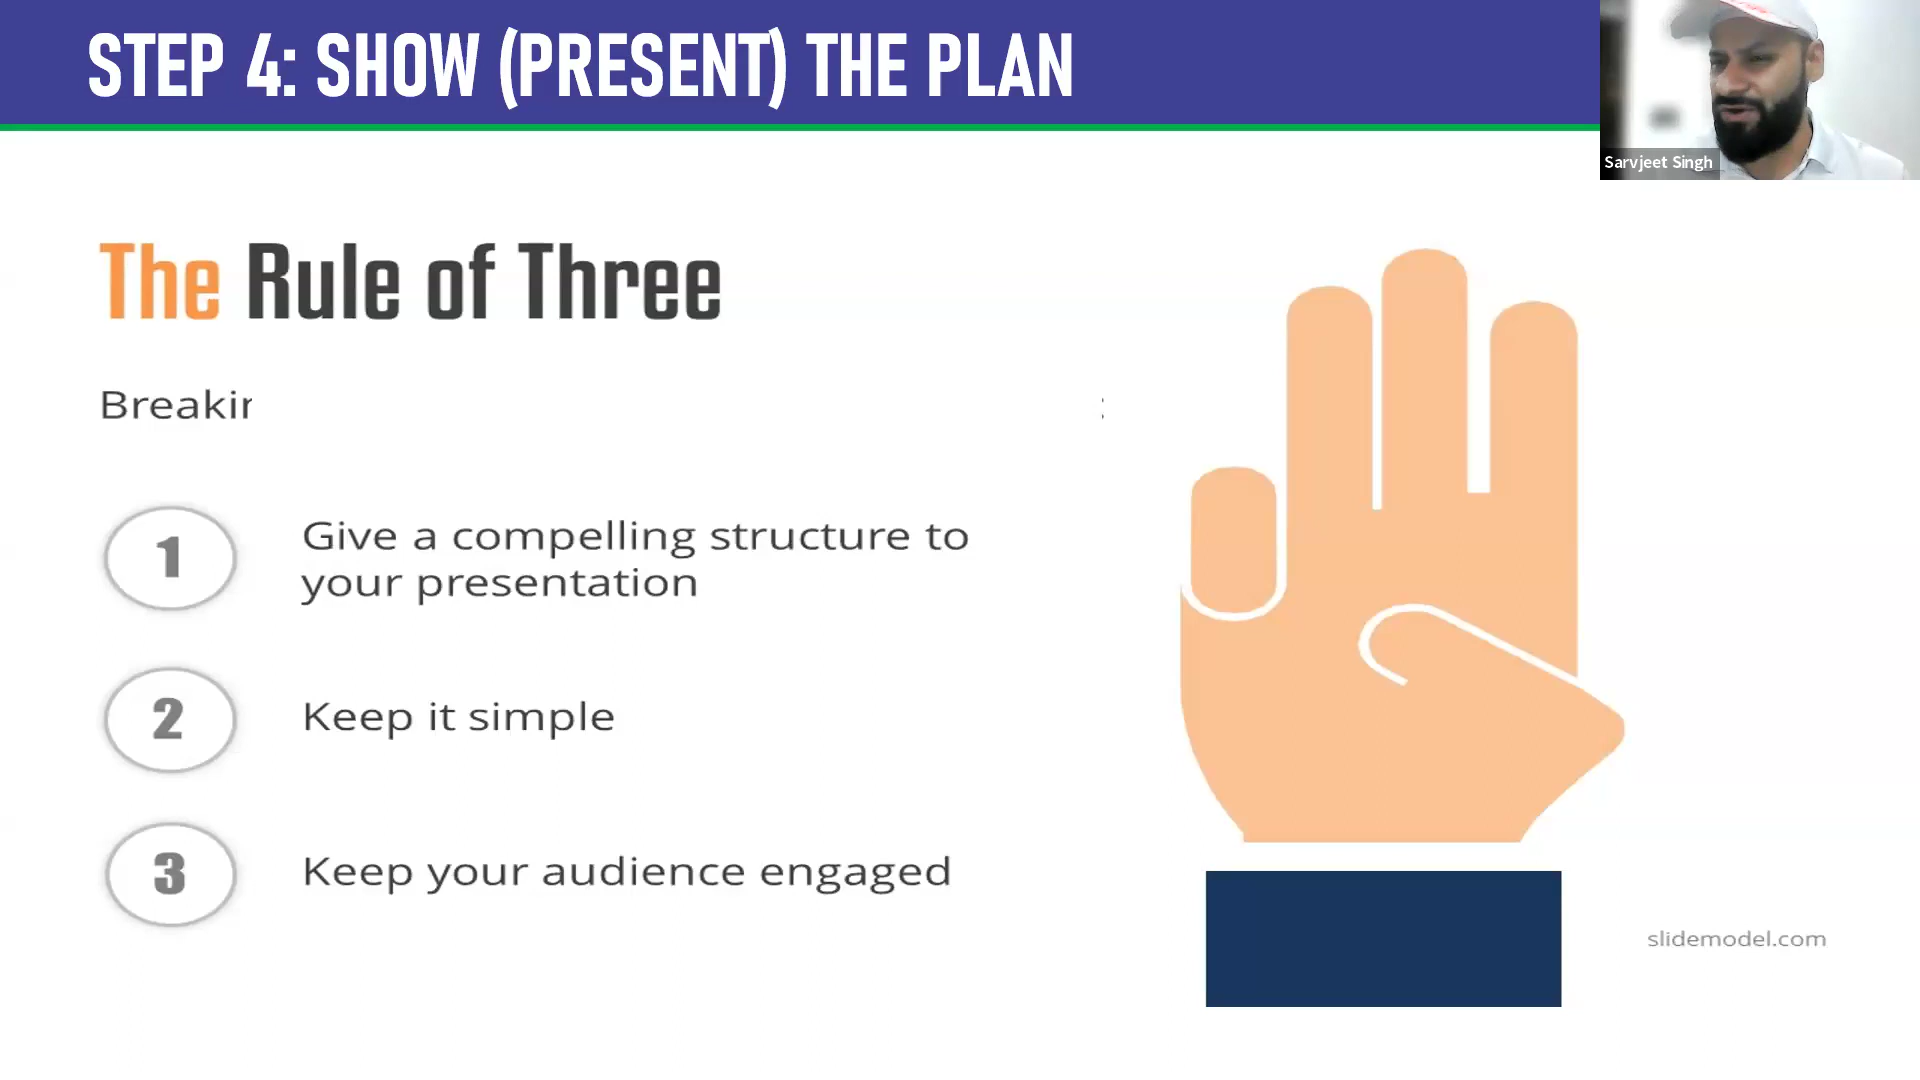 STEP 4: SHOW (PRESENT) THE PLAN
Sarvjeet Singh
The Rule of Three
1
Give a compelling structure to
your presentation
2
Keep it simple
3
Keep your audience engaged
slidemodel.com